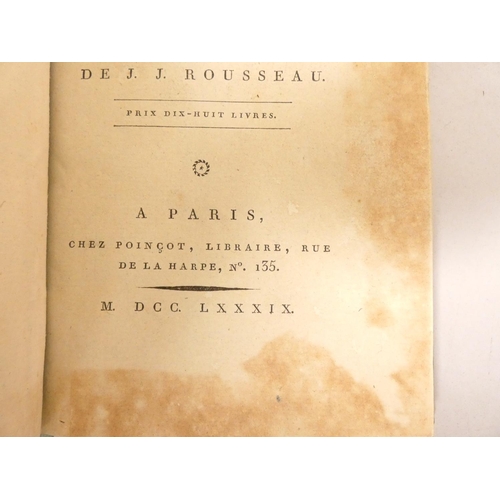 DE J. J. ROUSSEAU.
PRIX DIX-HUIT LIVRES.
A PARIS,
CHEZ POINÇOT, LIBRAIRE, RUE
DE LA HARPE, Nº. 135.
M. DCC. LXXXIX.